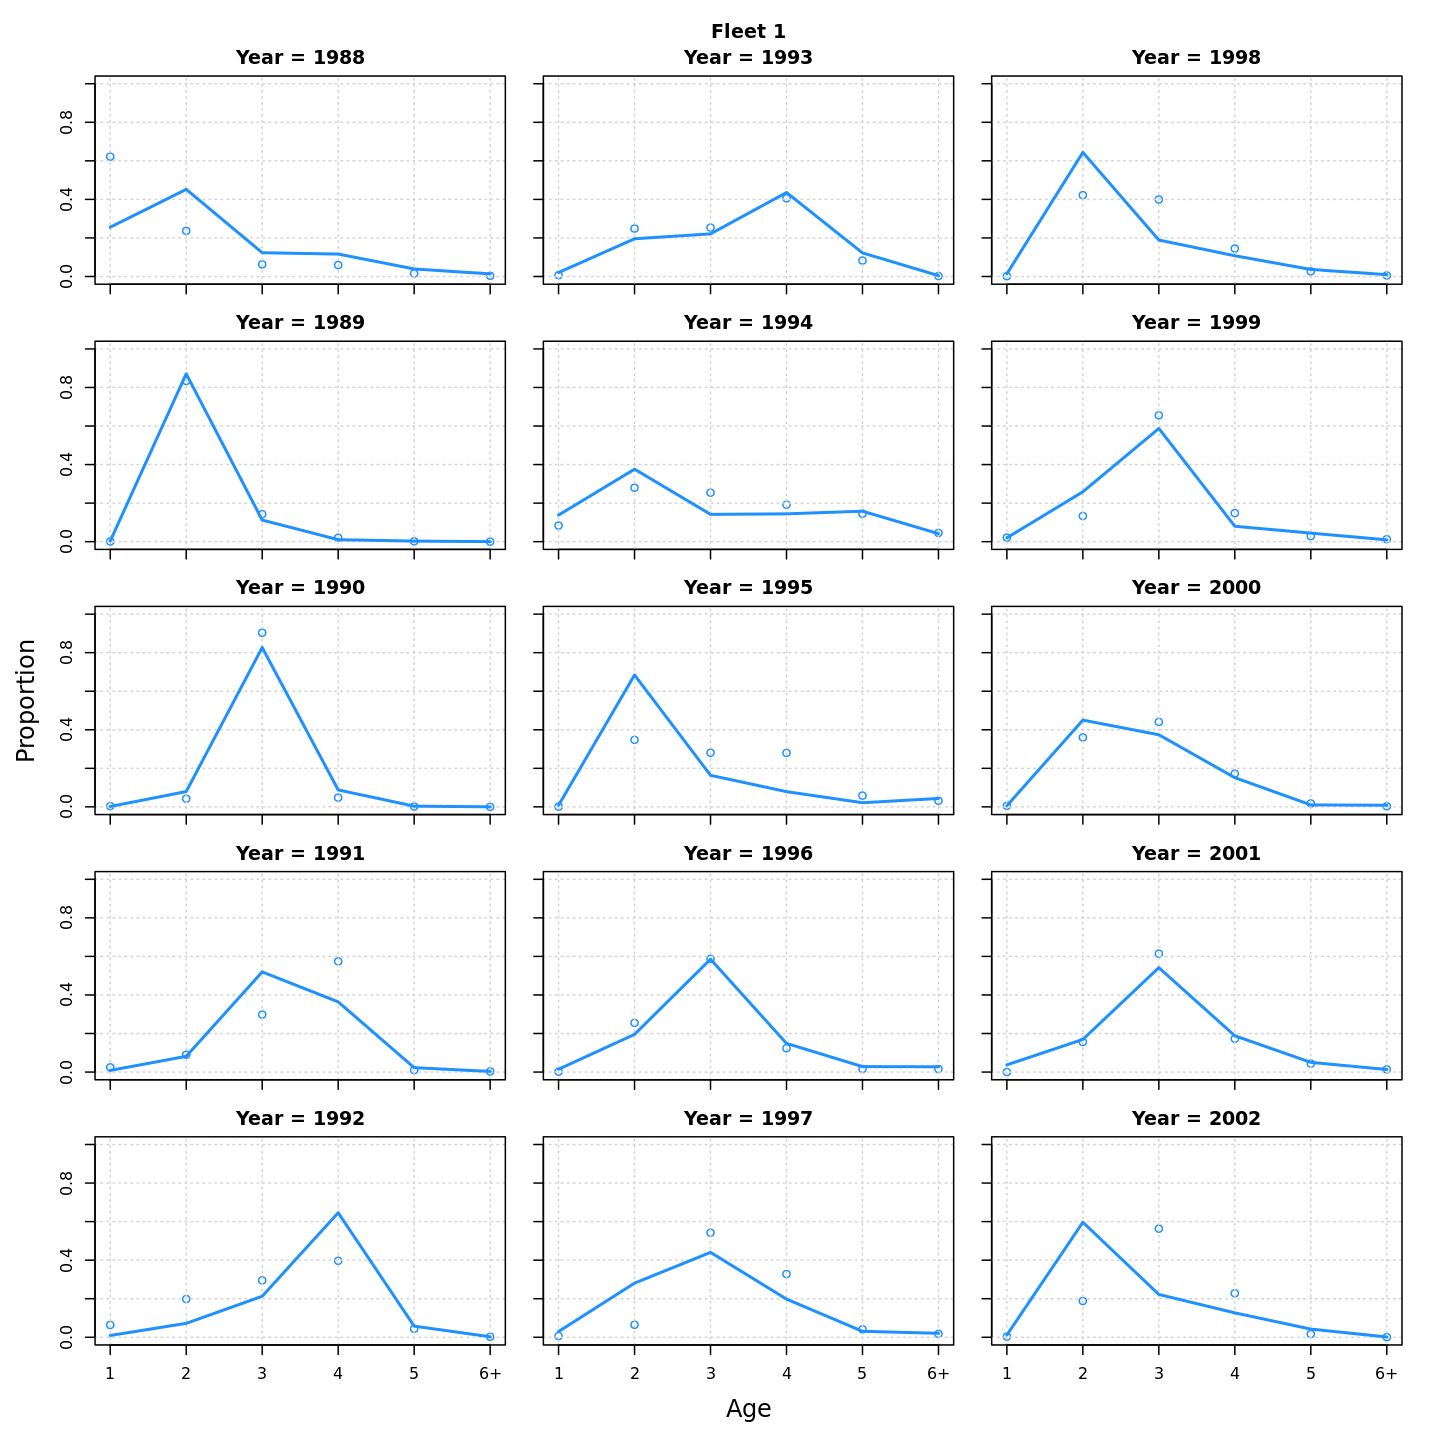 Fleet 1
Year = 1988 Year = 1993 Year = 1998
0.8
0.4
0.0
Year = 1989 Year = 1994 Year = 1999
0.8
0.4
0.0
Year = 1990 Year = 1995 Year = 2000
0.8
0.4
0.0
Proportion
Year = 1991 Year = 1996 Year = 2001
0.8
0.4
0.0
Year = 1992 Year = 1997 Year = 2002
0.8
0.4
0.0
1 2 3 4 5 6+ 1 2 3 4 5 6+ 1 2 3 4 5 6+
Age